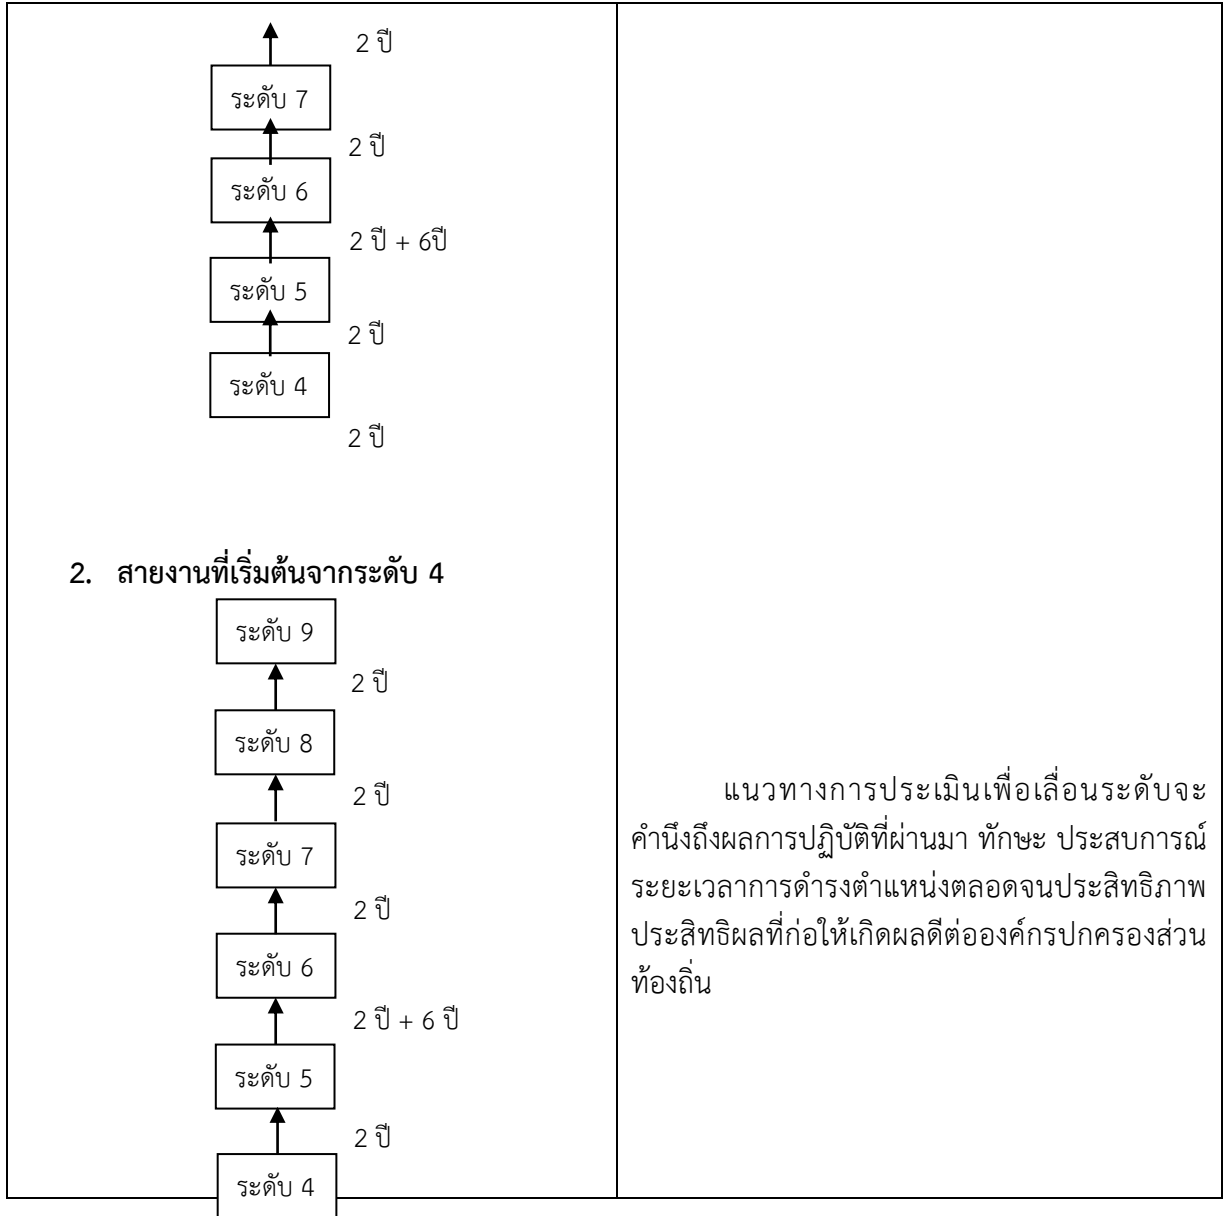 2 ปี
ระดับ 7
2 ปี
ระดับ 6
2 ปี + 6ปี
ระดับ 5
2 ปี
ระดับ 4
2 ปี
2. สายงานที่เริ่มต้นจากระดับ 4
ระดับ 9
2 ปี
ระดับ 8
2 ปี
ระดับ 7
2 ปี
ระดับ 6
2 ปี + 6 ปี
ระดับ 5
2 ปี
ระดับ 4
แนวทางการประเมินเพื่อเลื่อนระดับจะ
คำนึงถึงผลการปฏิบัติที่ผ่านมา ทักษะ ประสบการณ์
ระยะเวลาการดำรงตำแหน่งตลอดจนประสิทธิภาพ
ประสิทธิผลที่ก่อให้เกิดผลดีต่อองค์กรปกครองส่วน
ท้องถิ่น